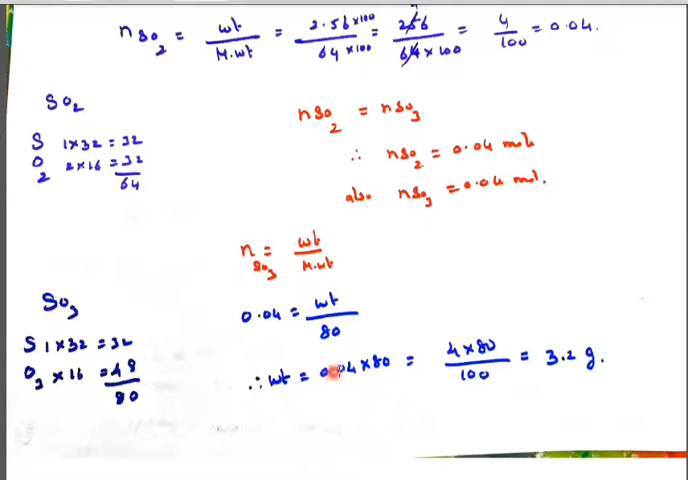 n SO2 = wt/M.wt = 2.56 ×100/64 ×100 = 256/64 × 100 = 4/100 = 0.04.
SO2
n SO2 = n SO3
S 1×32 = 32
O2 2×16 = 32
64
∴ n SO2 = 0.04 mol
also n SO3 = 0.04 mol.
n SO3 = wt/M.wt
SO3
0.04 = wt/80
S 1×32 = 32
O3 × 16 = 48
80
∴ wt = 0.04 × 80 = 4 × 80/100 = 3.2 g.